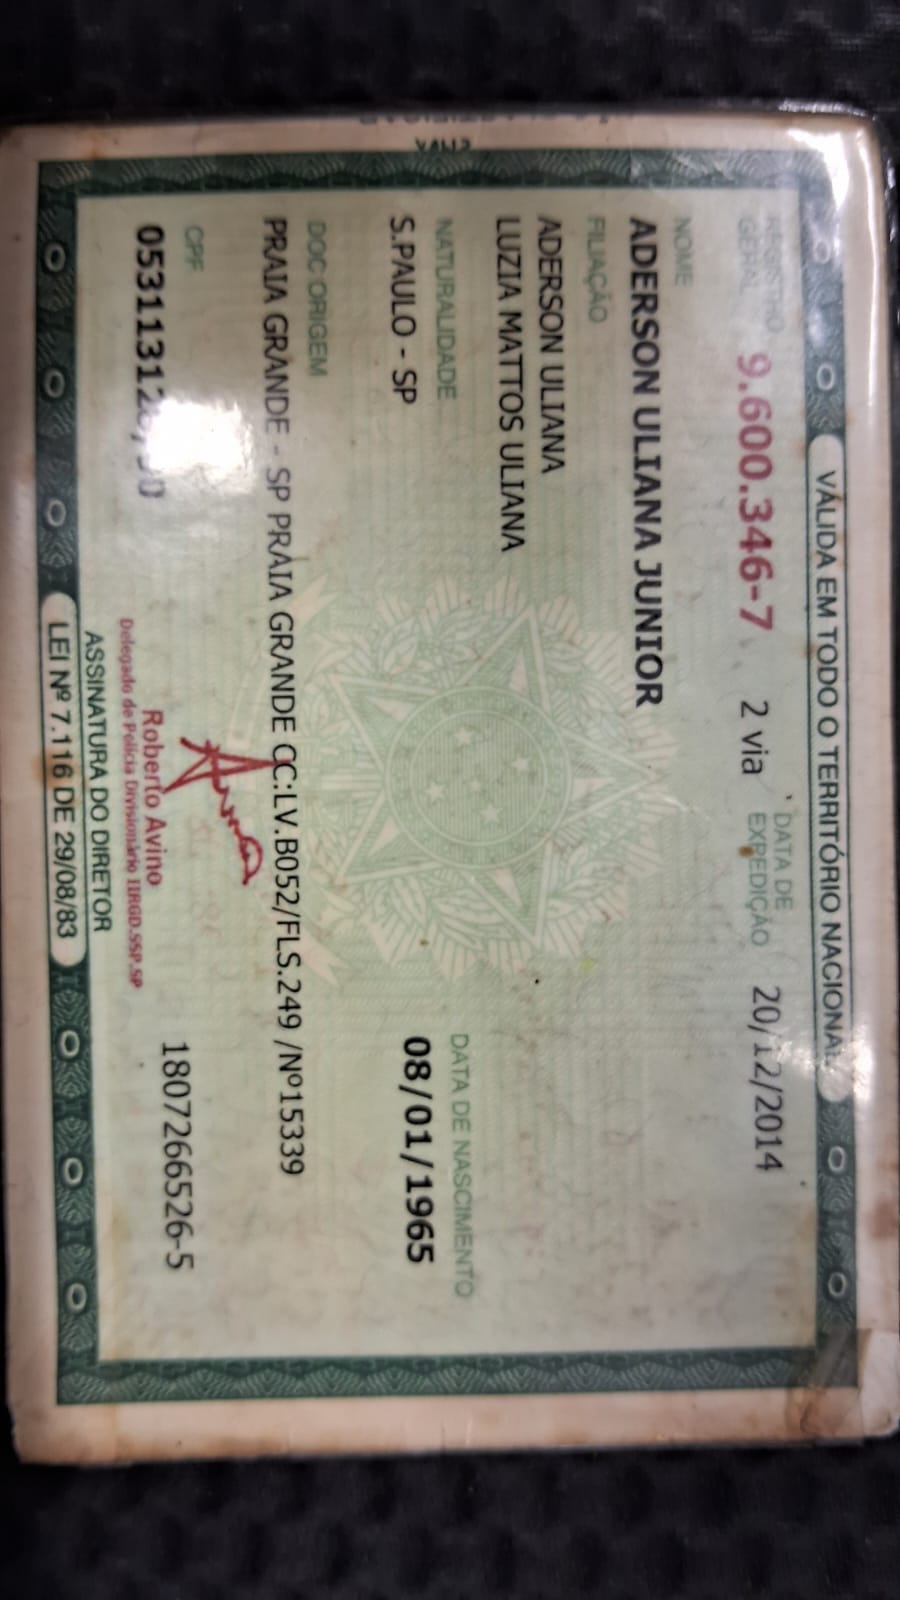 VÁLIDA EM TODO O TERRITÓRIO NACIONAL
REGISTRO GERAL 9.600.346-7 2 via DATA DE EXPEDIÇÃO 20/12/2014
NOME
ADERSON ULIANA JUNIOR
FILIAÇÃO
ADERSON ULIANA
LUZIA MATTOS ULIANA
NATURALIDADE DATA DE NASCIMENTO
S.PAULO - SP 08/01/1965
DOC ORIGEM
PRAIA GRANDE - SP PRAIA GRANDE CC:LV.B052/FLS.249 /Nº15339
CPF
1807266526-5
Roberto Avino
Delegado de Polícia Divisionário IIRGD.SSP.SP
ASSINATURA DO DIRETOR
LEI Nº 7.116 DE 29/08/83